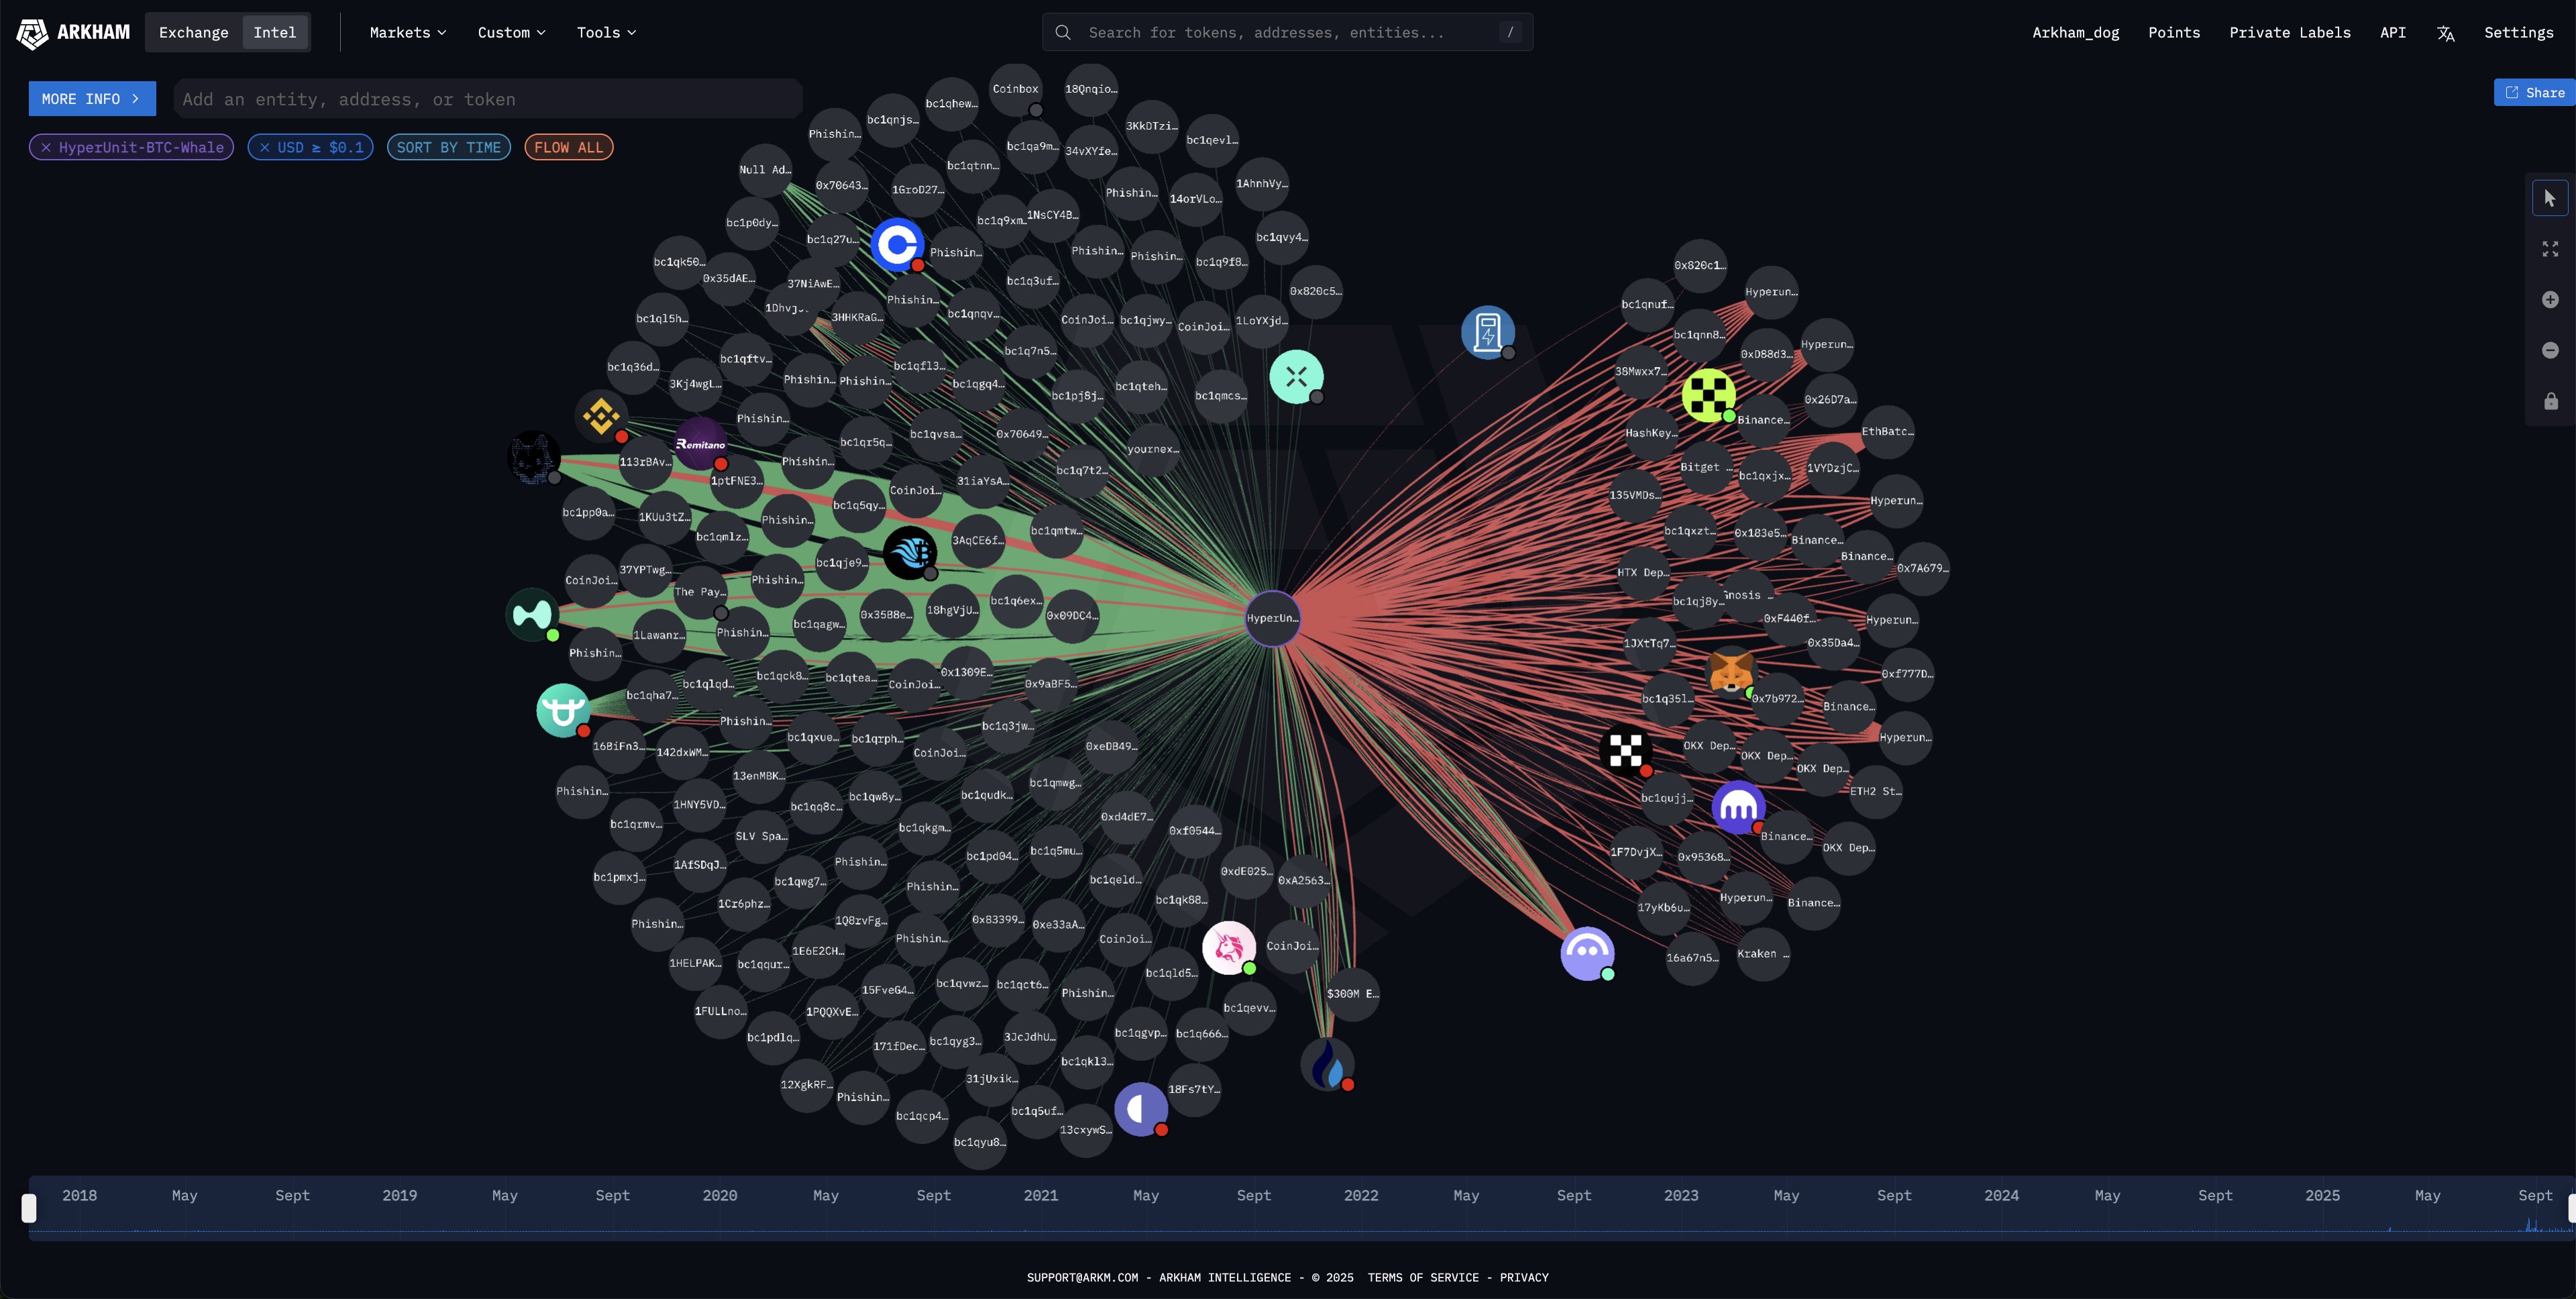 ARKHAM
Exchange
Intel
Markets
Custom
Tools
Search for tokens, addresses, entities...
/
Arkham_dog
Points
Private Labels
API
Settings
MORE INFO
Add an entity, address, or token
Share
× HyperUnit-BTC-Whale
× USD ≥ $0.1
SORT BY TIME
FLOW ALL
Coinbox
18Qnqio…
bc1qhew…
bc1qnjs…
Phishin…
3KkDTzi…
bc1qevl…
bc1qa9m…
34vXYfe…
bc1qtnn…
Null Ad…
0x70643…
1GroD27…
Phishin…
14orVLo…
1AhnhVy…
bc1p0dy…
bc1q27u…
bc1q9xm…
1NsCY4B…
Phishin…
Phishin…
Phishin…
bc1q9f8…
bc1qvy4…
bc1qk50…
0x35dAE…
37NiAwE…
bc1q3uf…
0x820c5…
Phishin…
3HHKRaG…
bc1qnqv…
CoinJoi…
bc1qjwy…
CoinJoi…
1LoYXjd…
bc1ql5h…
bc1qftv…
bc1q7n5…
bc1q36d…
3Kj4wgL…
Phishin…
Phishin…
bc1qfl3…
bc1qgq4…
bc1pj8j…
bc1qteh…
bc1qmcs…
Phishin…
Remitano
bc1qr5q…
bc1qvsa…
0x70649…
yournex…
113rBAv…
Phishin…
bc1q7t2…
1ptFNE3…
CoinJoi…
31iaYsA…
bc1q5qy…
bc1pp0a…
1KUu3tZ…
Phishin…
bc1qmlz…
3AqCE6f…
bc1qmtw…
CoinJoi…
37YPTwg…
Phishin…
bc1qje9…
The Pay…
bc1qagw…
0x35B8e…
18hgVjU…
bc1q6ex…
0x09DC4…
HyperUn…
1Lawanr…
Phishin…
Phishin…
bc1qha7…
bc1qlqd…
bc1qck8…
bc1qtea…
CoinJoi…
0x1309E…
0x9aBF5…
Phishin…
16BiFn3…
142dxWM…
bc1qxue…
bc1qrph…
CoinJoi…
bc1q3jw…
0xeDB49…
Phishin…
13enMBK…
1HNY5VD…
bc1qq8c…
bc1qw8y…
bc1qudk…
bc1qmwg…
bc1qrmv…
SLV Spa…
bc1qkgm…
0xd4dE7…
0xf0544…
bc1pmxj…
1AfSDqJ…
Phishin…
bc1pd04…
bc1q5mu…
bc1qwg7…
Phishin…
bc1qeld…
0xdE025…
0xA2563…
1Cr6phz…
bc1qk88…
Phishin…
1Q8rvFg…
Phishin…
0x83399…
0xe33aA…
CoinJoi…
CoinJoi…
1HELPAK…
bc1qqur…
1E6E2CH…
bc1qld5…
15FveG4…
bc1qvwz…
bc1qct6…
Phishin…
$300M E…
1FULLno…
1PQQXvE…
bc1qevv…
bc1pdlq…
171fDec…
bc1qyg3…
3JcJdhU…
bc1qgvp…
bc1q666…
12XgkRF…
Phishin…
31jUxik…
bc1qkl3…
18Fs7tY…
bc1qcp4…
bc1q5uf…
13cxywS…
bc1qyu8…
0x820c1…
bc1qnuf…
Hyperun…
bc1qnn8…
0xD88d3…
Hyperun…
38Mwxx7…
0x26D7a…
HashKey…
Binance…
EthBatc…
Bitget …
bc1qxjx…
1VYDzjC…
135VMDs…
Hyperun…
bc1qxzt…
0x183e5…
Binance…
Binance…
0x7A679…
HTX Dep…
bc1qj8y…
0xF440f…
Hyperun…
1JXtTq7…
0x35Da4…
0xf777D…
bc1q35l…
0x7b972…
Binance…
Hyperun…
OKX Dep…
OKX Dep…
OKX Dep…
bc1qujj…
ETH2 St…
Binance…
OKX Dep…
1F7DvjX…
0x95368…
17yKb6u…
Hyperun…
Binance…
16a67n5…
Kraken …
2018
May
Sept
2019
May
Sept
2020
May
Sept
2021
May
Sept
2022
May
Sept
2023
May
Sept
2024
May
Sept
2025
May
Sept
SUPPORT@ARKM.COM - ARKHAM INTELLIGENCE - © 2025 TERMS OF SERVICE - PRIVACY